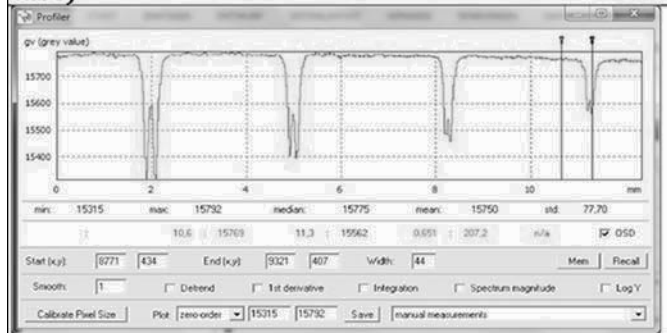 Profiler
gv (grey value)
15700
15600
15500
15400
0 2 4 6 8 10 mm
min: 15315 max: 15792 median: 15775 mean: 15750 std: 77,70
10,6 : 15769 11,3 : 15562 0,651 : 207,2 n/a OSD
Start (x,y): 8771 434 End (x,y): 9321 407 Width: 44 Mem Recall
Smooth: 1 Detrend 1st derivative Integration Spectrum magnitude Log Y
Calibrate Pixel Size Plot: zero-order 15315 15792 Save manual measurements